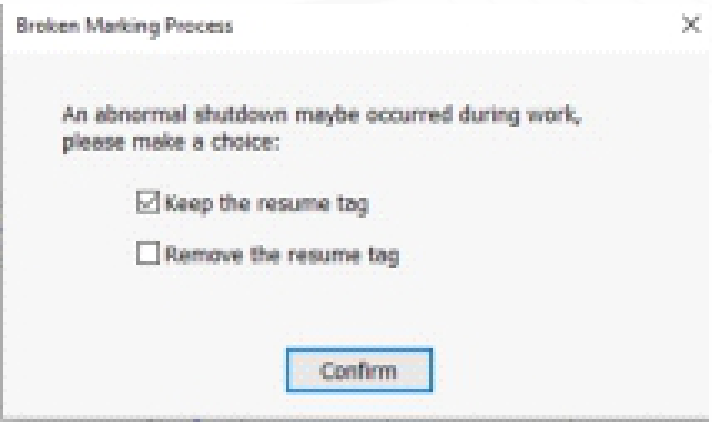 Broken Marking Process
An abnormal shutdown maybe occurred during work,
please make a choice:
Keep the resume tag
Remove the resume tag
Confirm